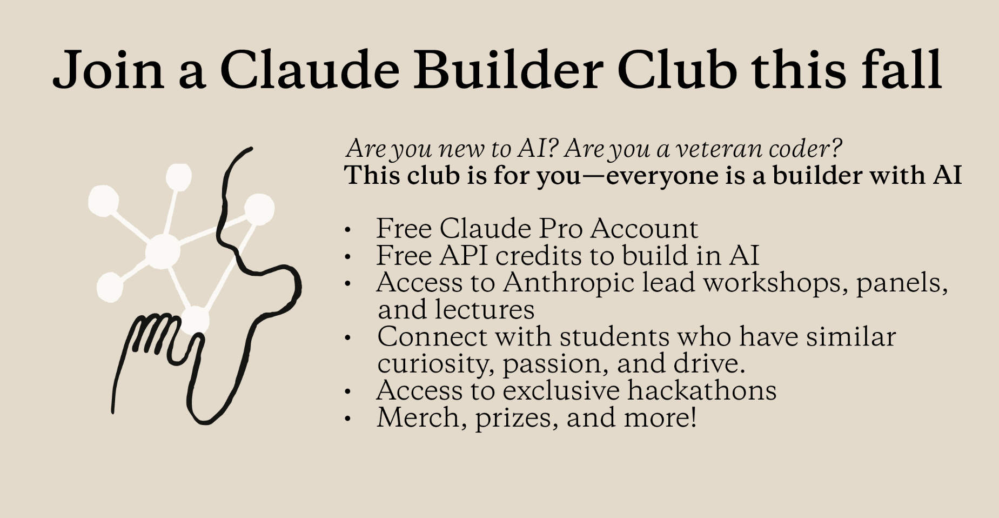 Join a Claude Builder Club this fall
Are you new to AI? Are you a veteran coder?
This club is for you—everyone is a builder with AI
• Free Claude Pro Account
• Free API credits to build in AI
• Access to Anthropic lead workshops, panels,
and lectures
• Connect with students who have similar
curiosity, passion, and drive.
• Access to exclusive hackathons
• Merch, prizes, and more!